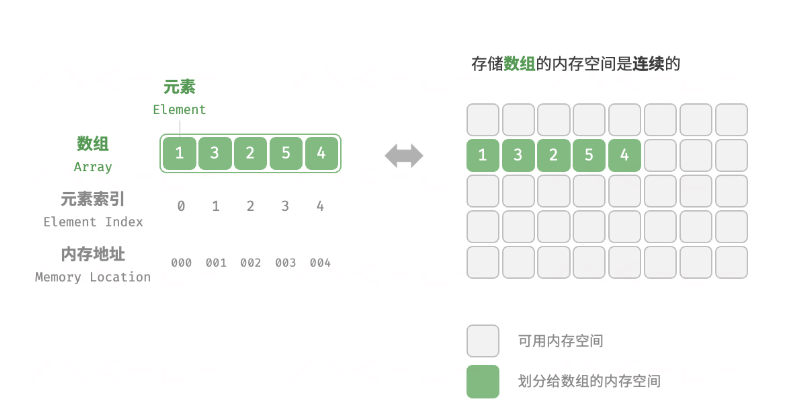 存储数组的内存空间是连续的
元素
Element
数组
Array
1 3 2 5 4
1 3 2 5 4
元素索引
Element Index
0 1 2 3 4
内存地址
Memory Location
000 001 002 003 004
可用内存空间
划分给数组的内存空间